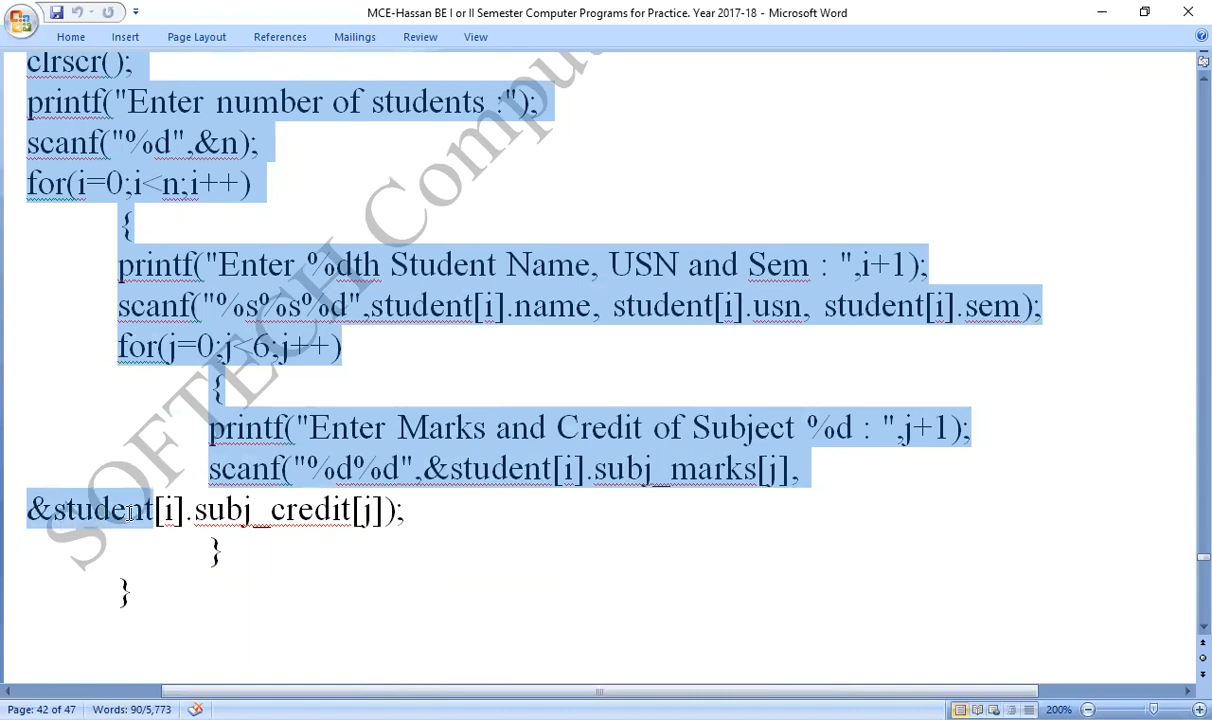 MCE-Hassan BE I or II Semester Computer Programs for Practice. Year 2017-18 - Microsoft Word
Home Insert Page Layout References Mailings Review View
clrscr();
printf("Enter number of students :");
scanf("%d",&n);
for(i=0;i<n;i++)
{
printf("Enter %dth Student Name, USN and Sem : ",i+1);
scanf("%s%s%d",student[i].name, student[i].usn, student[i].sem);
for(j=0;j<6;j++)
{
printf("Enter Marks and Credit of Subject %d : ",j+1);
scanf("%d%d",&student[i].subj_marks[j],
&student[i].subj_credit[j]);
}
}
SOFTECH Comput
Page: 42 of 47 Words: 90/5,773 200%